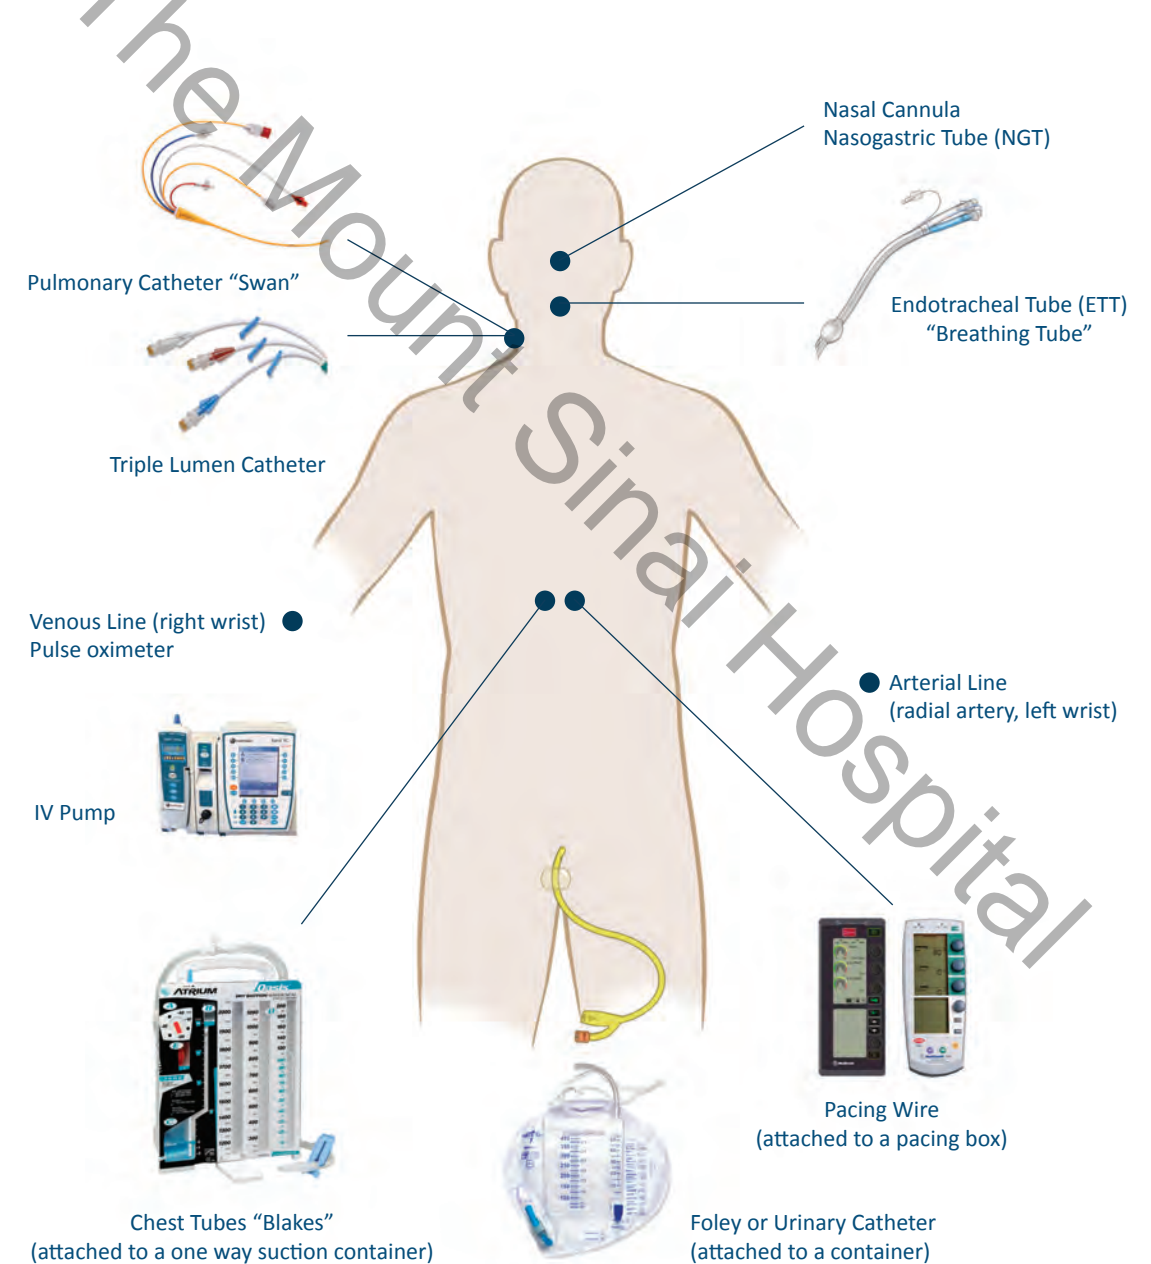 The Mount Sinai Hospital
Nasal Cannula
Nasogastric Tube (NGT)
Pulmonary Catheter “Swan”
Endotracheal Tube (ETT)
“Breathing Tube”
Triple Lumen Catheter
Venous Line (right wrist)
Pulse oximeter
Arterial Line
(radial artery, left wrist)
IV Pump
ATRIUM
Oasis
Pacing Wire
(attached to a pacing box)
Chest Tubes “Blakes”
(attached to a one way suction container)
Foley or Urinary Catheter
(attached to a container)